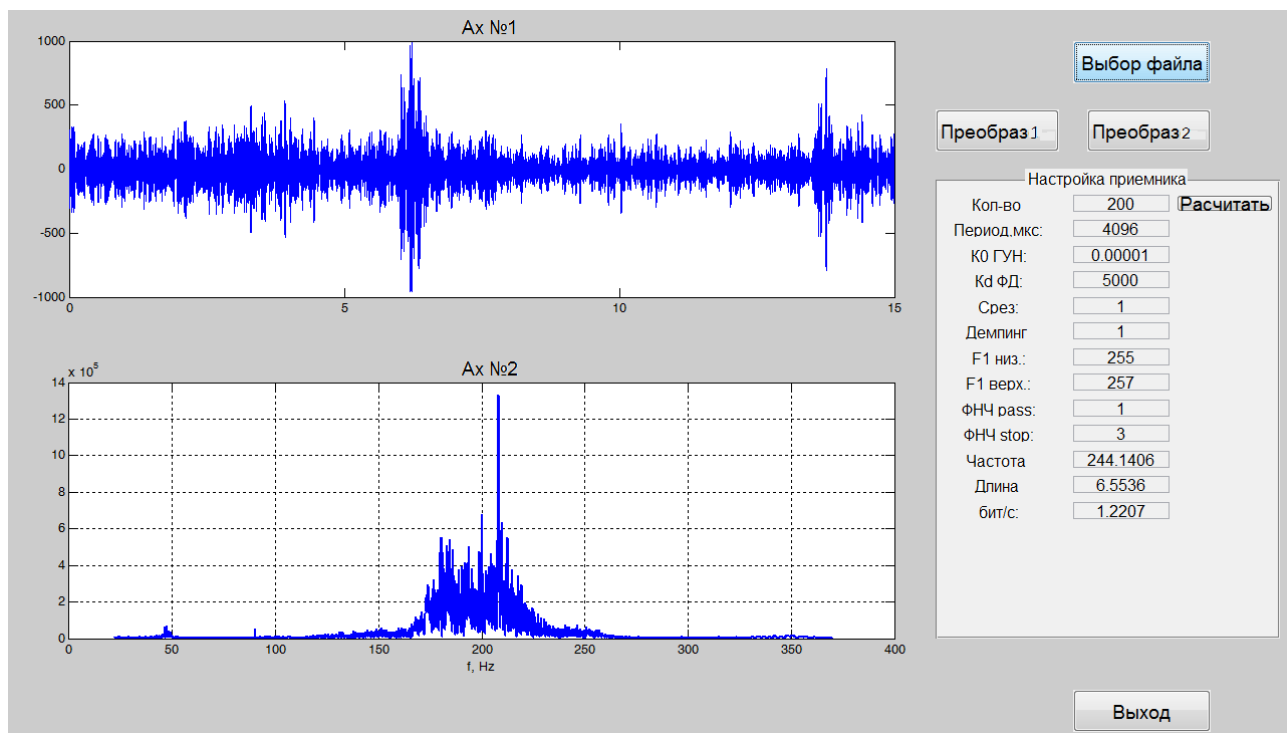 Ax №1
1000
500
0
-500
-1000
0 5 10 15
Ax №2
x 10⁵
14
12
10
8
6
4
2
0
0 50 100 150 200 250 300 350 400
f, Hz
Выбор файла
Преобраз 1 Преобраз 2
Настройка приемника
Кол-во 200 Расчитать
Период,мкс: 4096
К0 ГУН: 0.00001
Kd ФД: 5000
Срез: 1
Демпинг 1
F1 низ.: 255
F1 верх.: 257
ФНЧ pass: 1
ФНЧ stop: 3
Частота 244.1406
Длина 6.5536
бит/с: 1.2207
Выход